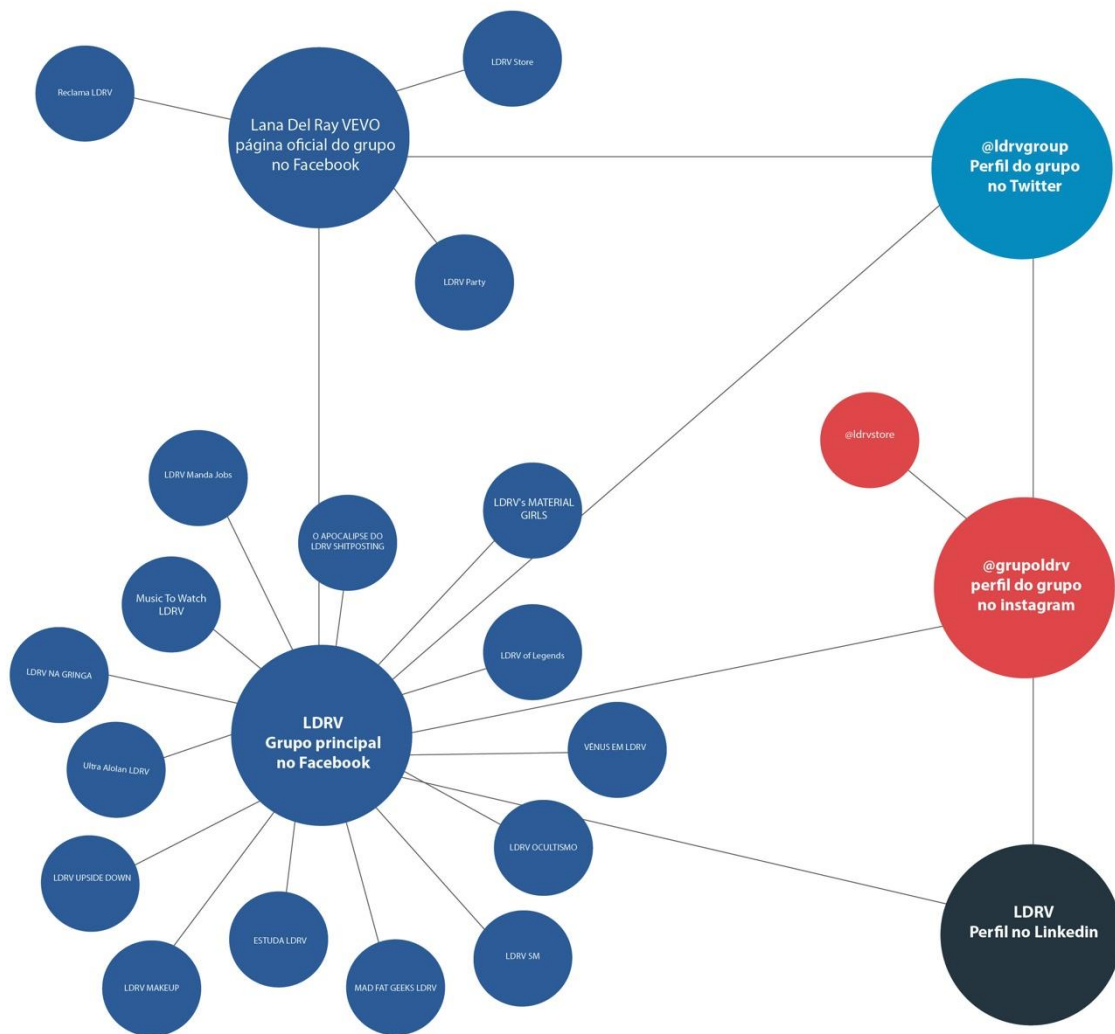 LDRV Store
Reclama LDRV
Lana Del Ray VEVO
página oficial do grupo
no Facebook
@ldrvgroup
Perfil do grupo
no Twitter
LDRV Party
@ldrvstore
LDRV Manda Jobs
LDRV's MATERIAL
GIRLS
O APOCALIPSE DO
LDRV SHITPOSTING
@grupoldrv
perfil do grupo
no instagram
Music To Watch
LDRV
LDRV of Legends
LDRV NA GRINGA
LDRV
Grupo principal
no Facebook
VÊNUS EM LDRV
Ultra Alolan LDRV
LDRV OCULTISMO
LDRV UPSIDE DOWN
LDRV
Perfil no Linkedin
ESTUDA LDRV
LDRV SM
LDRV MAKEUP
MAD FAT GEEKS LDRV